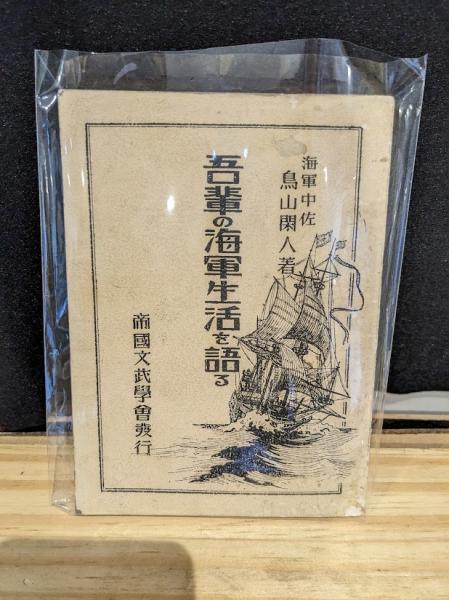 海軍中佐
鳥山閑人著
吾輩の海軍生活を語る
帝國文武學會發行